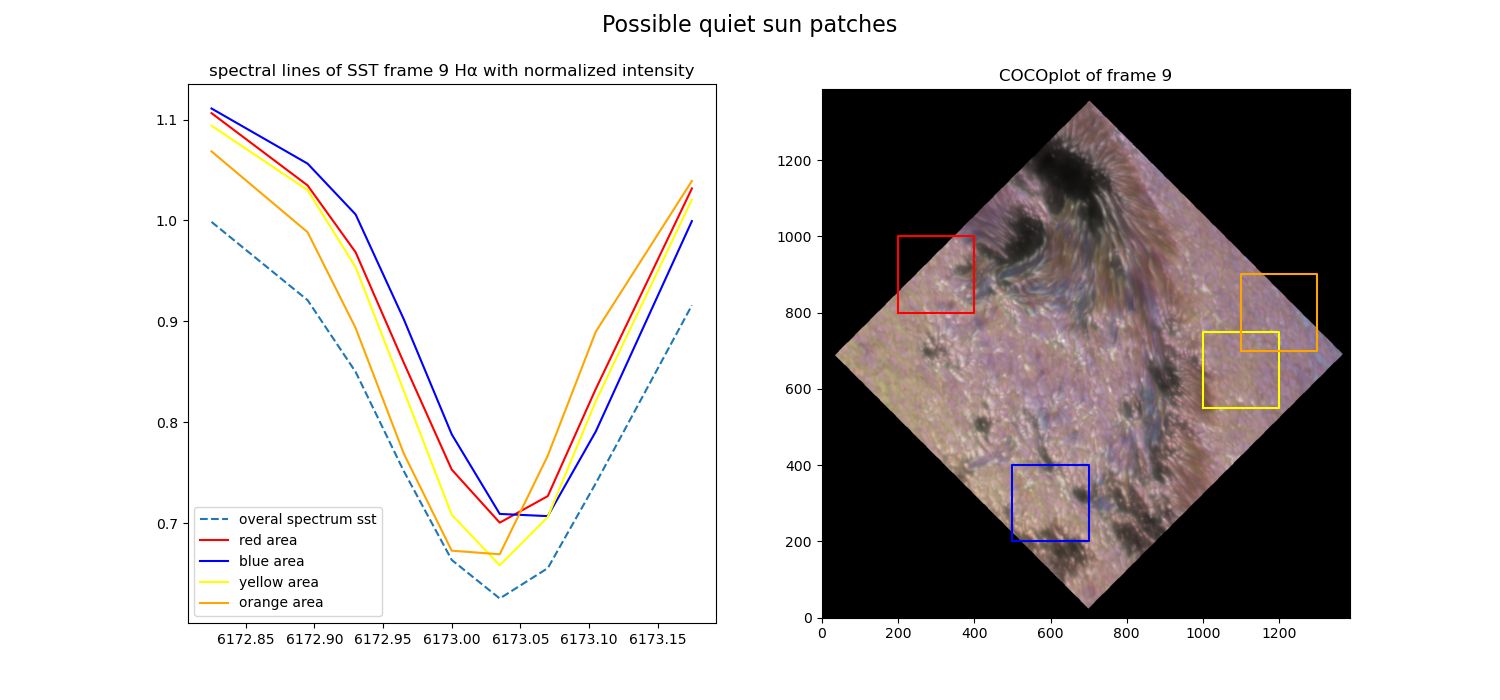 Possible quiet sun patches
spectral lines of SST frame 9 Hα with normalized intensity
1.1
1.0
0.9
0.8
0.7
overal spectrum sst
red area
blue area
yellow area
orange area
6172.85 6172.90 6172.95 6173.00 6173.05 6173.10 6173.15
COCOplot of frame 9
1200
1000
800
600
400
200
0
0 200 400 600 800 1000 1200